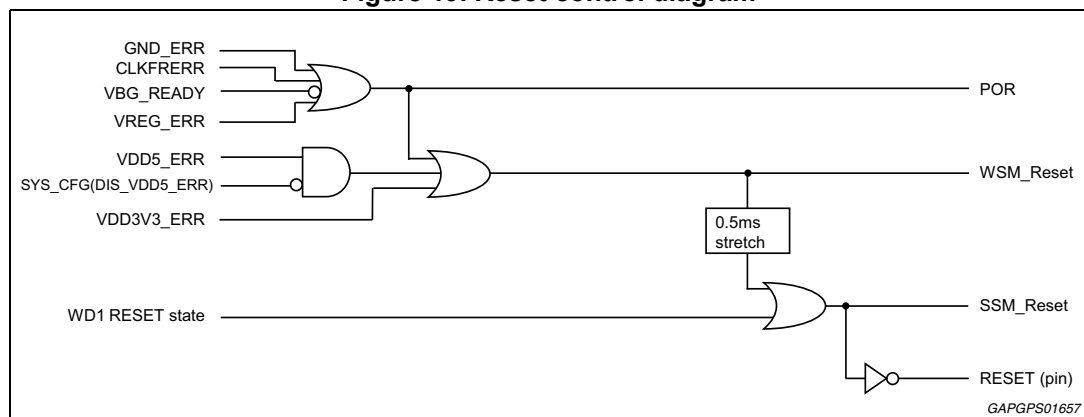 Figure Reset control diagram
GND_ERR
CLKFRERR
VBG_READY
VREG_ERR
POR
VDD5_ERR
SYS_CFG(DIS_VDD5_ERR)
VDD3V3_ERR
WSM_Reset
0.5ms
stretch
WD1 RESET state
SSM_Reset
RESET (pin)
GAPGPS01657